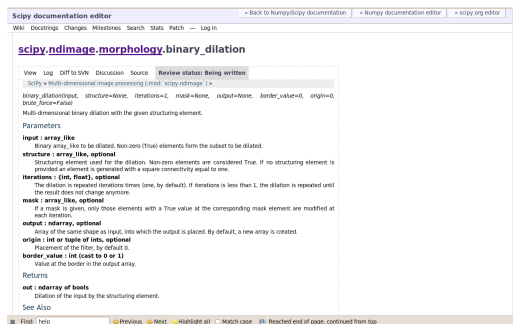 Scipy documentation editor
» Back to Numpy/Scipy documentation
» Numpy documentation editor
» scipy.org editor
Wiki Docstrings Changes Milestones Search Stats Patch — Log in
scipy.ndimage.morphology.binary_dilation
View Log Diff to SVN Discussion Source Review status: Being written
SciPy » Multi-dimensional image processing (:mod:`scipy.ndimage`) »
binary_dilation(input, structure=None, iterations=1, mask=None, output=None, border_value=0, origin=0,
brute_force=False)
Multi-dimensional binary dilation with the given structuring element.
Parameters
input : array_like
Binary array_like to be dilated. Non-zero (True) elements form the subset to be dilated.
structure : array_like, optional
Structuring element used for the dilation. Non-zero elements are considered True. If no structuring element is
provided an element is generated with a square connectivity equal to one.
iterations : {int, float}, optional
The dilation is repeated iterations times (one, by default). If iterations is less than 1, the dilation is repeated until
the result does not change anymore.
mask : array_like, optional
If a mask is given, only those elements with a True value at the corresponding mask element are modified at
each iteration.
output : ndarray, optional
Array of the same shape as input, into which the output is placed. By default, a new array is created.
origin : int or tuple of ints, optional
Placement of the filter, by default 0.
border_value : int (cast to 0 or 1)
Value at the border in the output array.
Returns
out : ndarray of bools
Dilation of the input by the structuring element.
See Also
Find: help Previous Next Highlight all Match case Reached end of page, continued from top